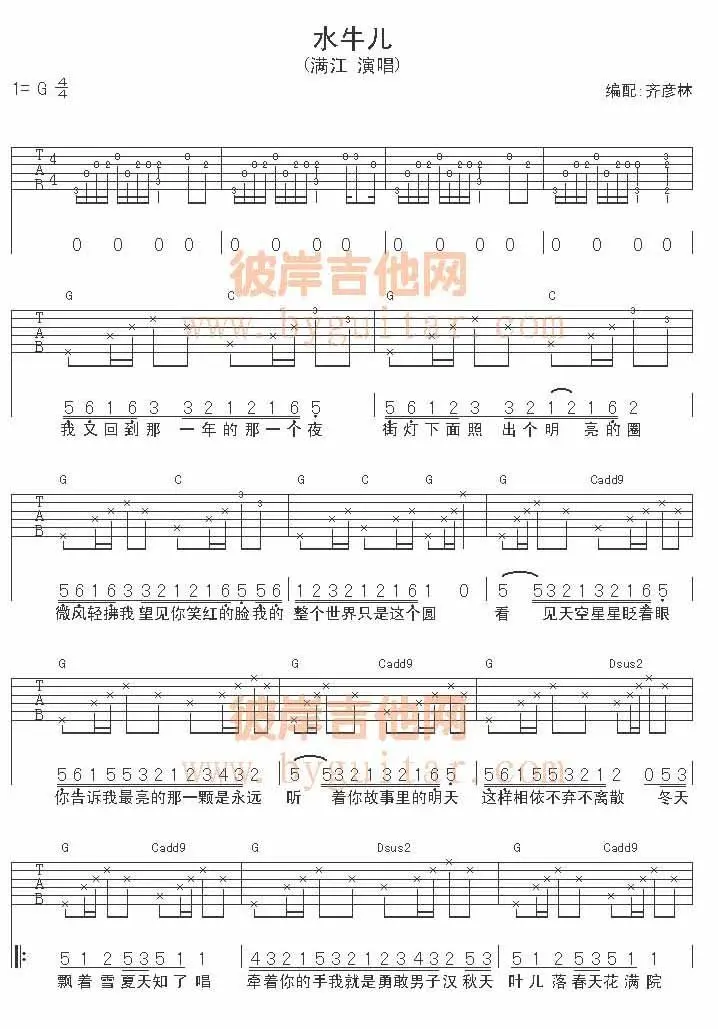 水牛儿
(满江 演唱)
1= G 4/4
编配:齐彦林
0 0 0 0 0 0 0 0 0 0 0 0 0 0 0 0
彼岸吉他网
www.byguitar.com
G C G C
5 6 1 6 3 3 2 1 2 1 6 5 5 6 1 2 3 3 2 1 2 1 6 2
我又回到那 一年的那一个夜 街灯下面照 出个明 亮的圈
G C G C G G Cadd9
5 6 1 6 3 5 3 2 1 2 1 6 5 5 6 1 2 3 2 1 2 1 6 1 0 5 5 3 2 1 3 2 1 6 5
微风轻拂我望见你笑红的脸我的 整个世界只是这个圆 看 见天空星星眨着眼
G G Cadd9 G Dsus2
彼岸吉他网
www.byguitar.com
5 6 1 5 5 3 2 1 2 3 4 3 2 5 5 3 2 1 3 2 1 6 5 5 6 1 5 5 3 2 1 2 0 5 3
你告诉我最亮的那一颗是永远 听 着你故事里的明天 这样相依不弃不离散 冬天
G Cadd9 G Dsus2 G Cadd9
5 1 2 5 3 5 1 1 4 3 2 1 5 1 2 3 4 3 2 5 3 5 1 2 5 3 5 1 1
飘着雪夏天知了唱 牵着你的手我就是勇敢男子汉秋天 叶儿落春天花满院